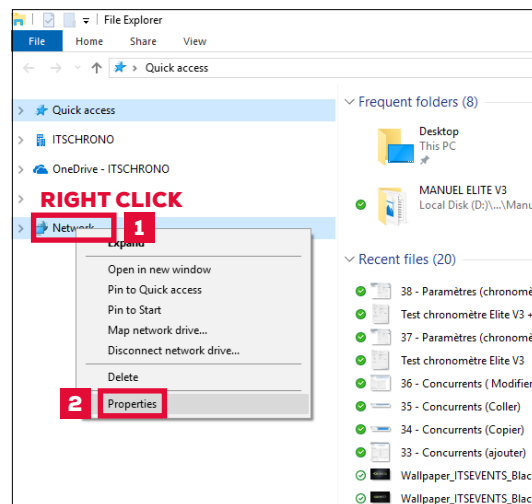 File Explorer
File Home Share View
Quick access
Quick access
ITSCHRONO
OneDrive - ITSCHRONO
RIGHT CLICK
Network
1
Expand
Open in new window
Pin to Quick access
Pin to Start
Map network drive...
Disconnect network drive...
Delete
2
Properties
Frequent folders (8)
Desktop
This PC
MANUEL ELITE V3
Local Disk (D:)\...\Manu
Recent files (20)
38 - Paramètres (chronomè
Test chronomètre Elite V3 +
37 - Paramètres (chronomè
Test chronomètre Elite V3
36 - Concurrents ( Modifier
35 - Concurrents (Coller)
34 - Concurrents (Copier)
33 - Concurrents (ajouter)
Wallpaper_ITSEVENTS_Blac
Wallpaper_ITSEVENTS_Blac